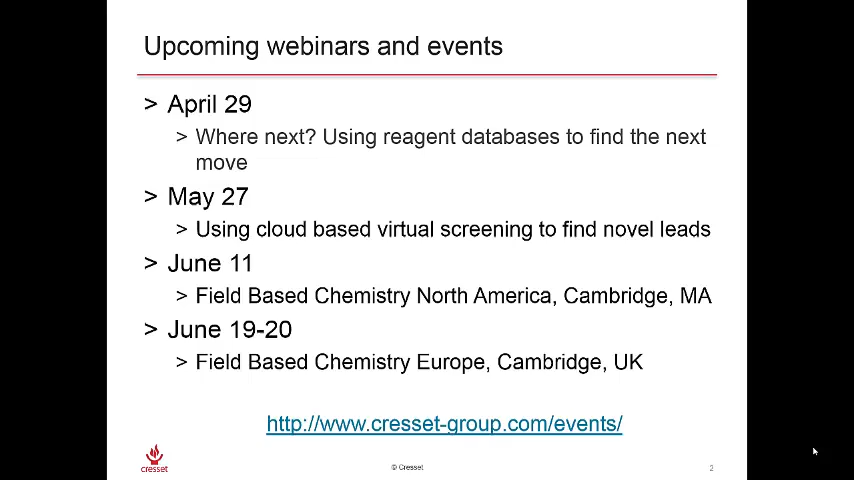 Upcoming webinars and events
> April 29
> Where next? Using reagent databases to find the next
move
> May 27
> Using cloud based virtual screening to find novel leads
> June 11
> Field Based Chemistry North America, Cambridge, MA
> June 19-20
> Field Based Chemistry Europe, Cambridge, UK
http://www.cresset-group.com/events/
cresset
© Cresset
2